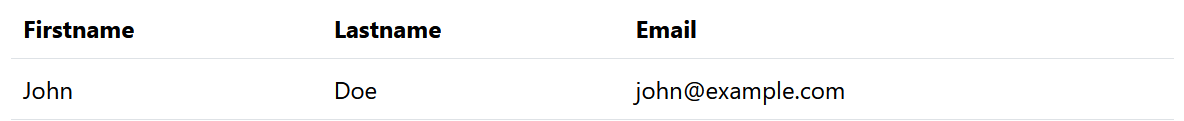 Firstname Lastname Email
John Doe john@example.com